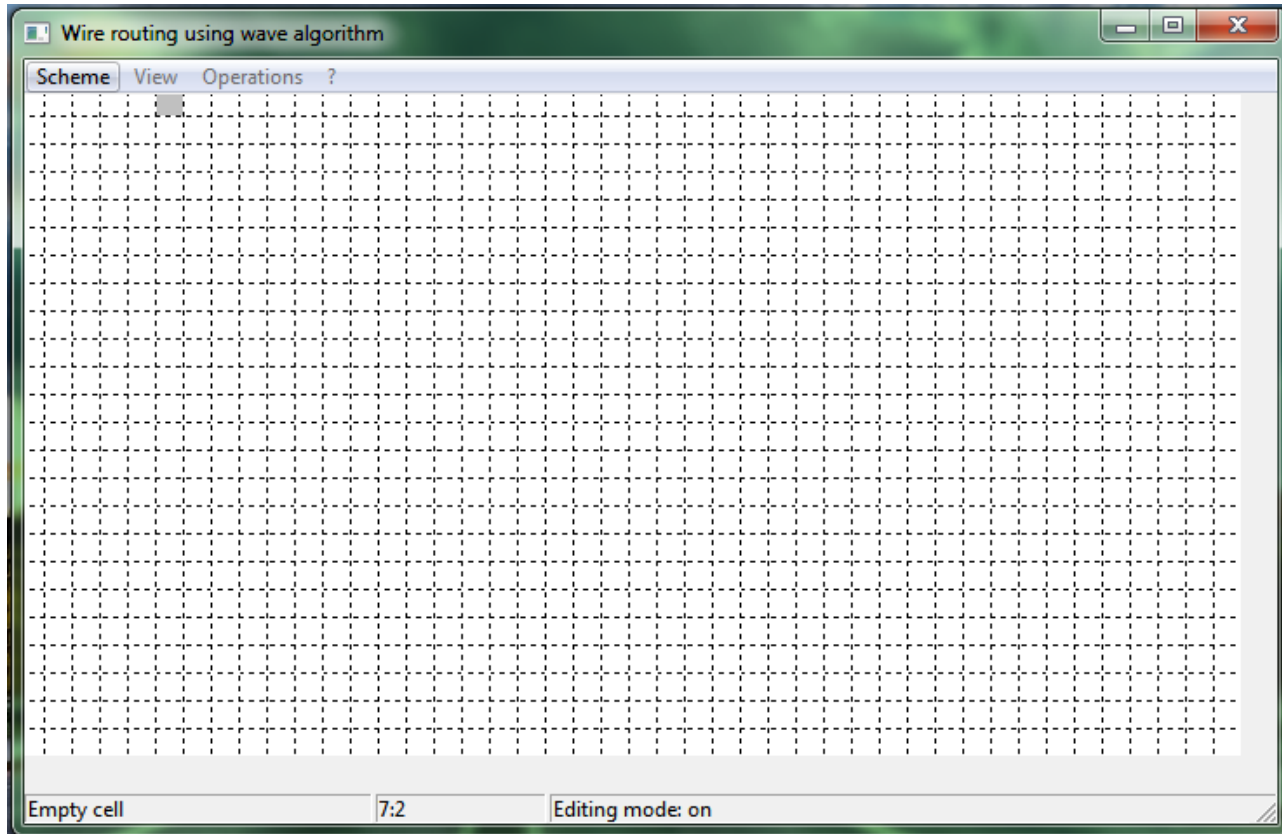 Wire routing using wave algorithm
Scheme View Operations ?
Empty cell 7:2 Editing mode: on